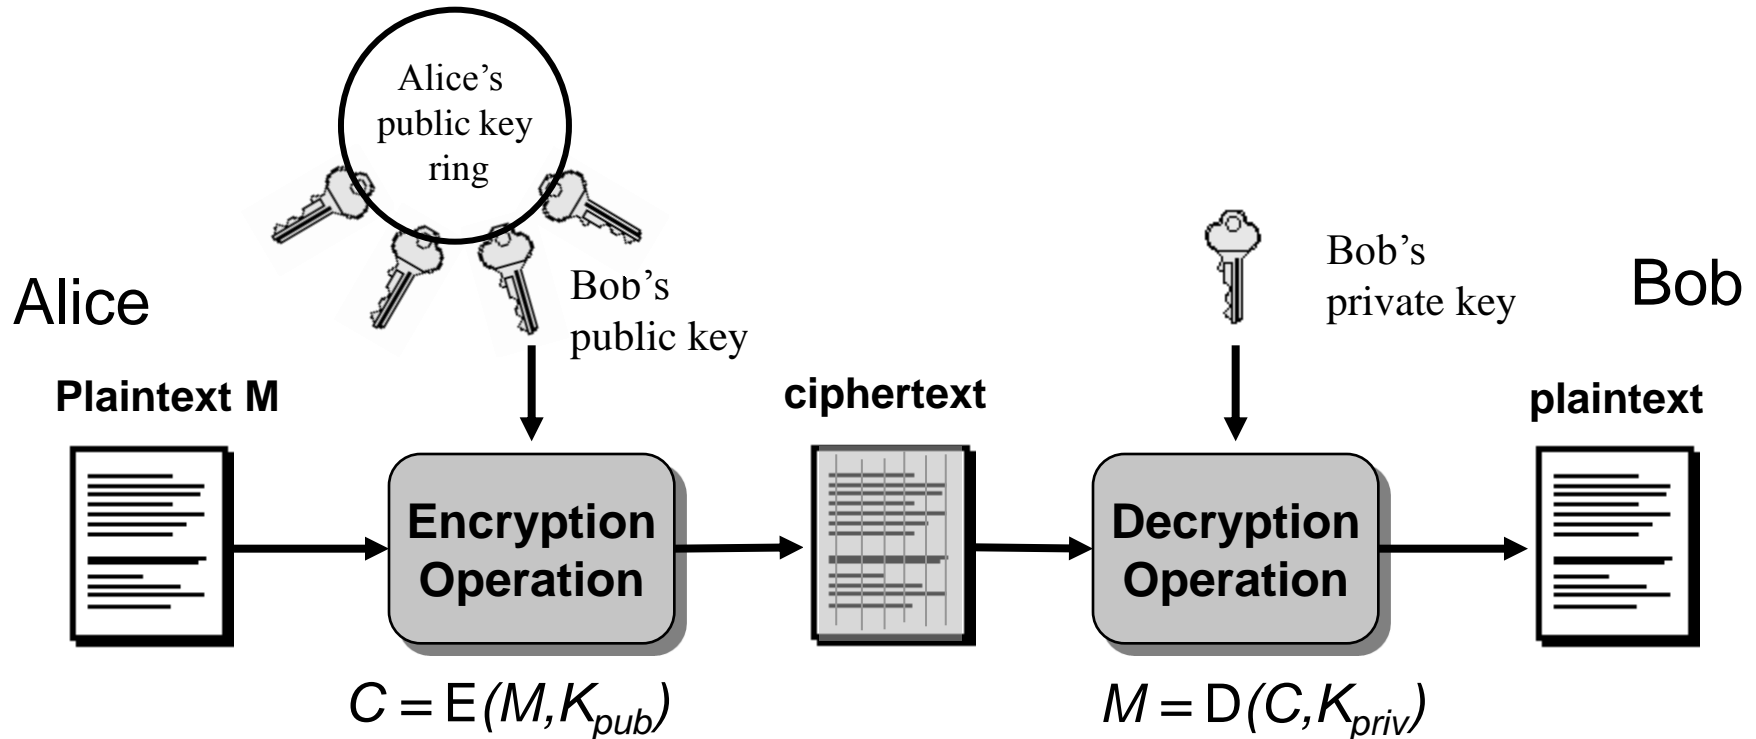 Alice’s
public key
ring
Alice
Bob’s
public key
Bob’s
private key
Bob
Plaintext M
ciphertext
plaintext
Encryption
Operation
Decryption
Operation
C = E(M,Kpub)
M = D(C,Kpriv)